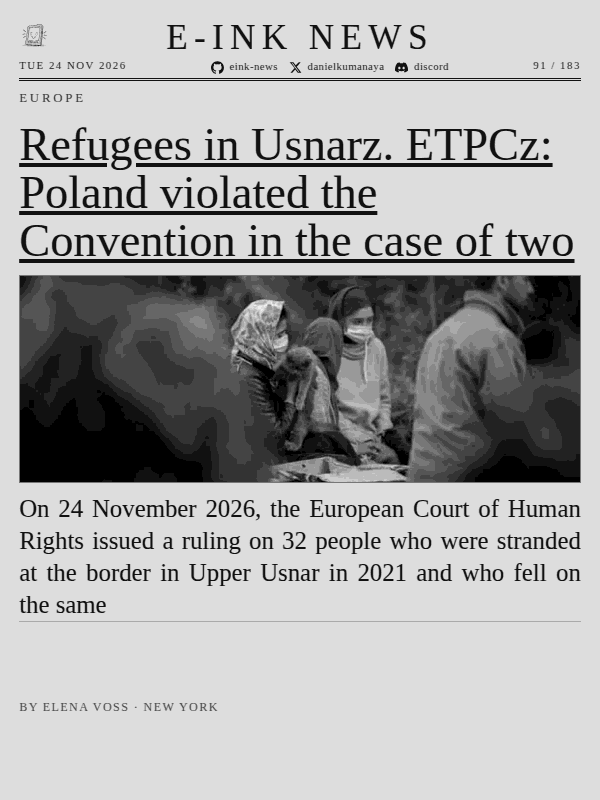 E-INK NEWS
TUE 24 NOV 2026
eink-news
danielkumanaya
discord
91 / 183
EUROPE
Refugees in Usnarz. ETPCz:
Poland violated the
Convention in the case of two
On 24 November 2026, the European Court of Human
Rights issued a ruling on 32 people who were stranded
at the border in Upper Usnar in 2021 and who fell on
the same
BY ELENA VOSS · NEW YORK